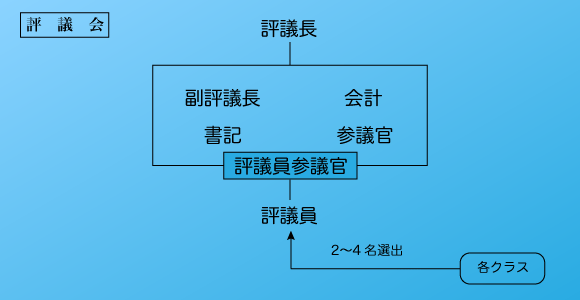 評議会
評議長
副評議長 会計
書記 参議官
評議員参議官
評議員
2～4名選出
各クラス